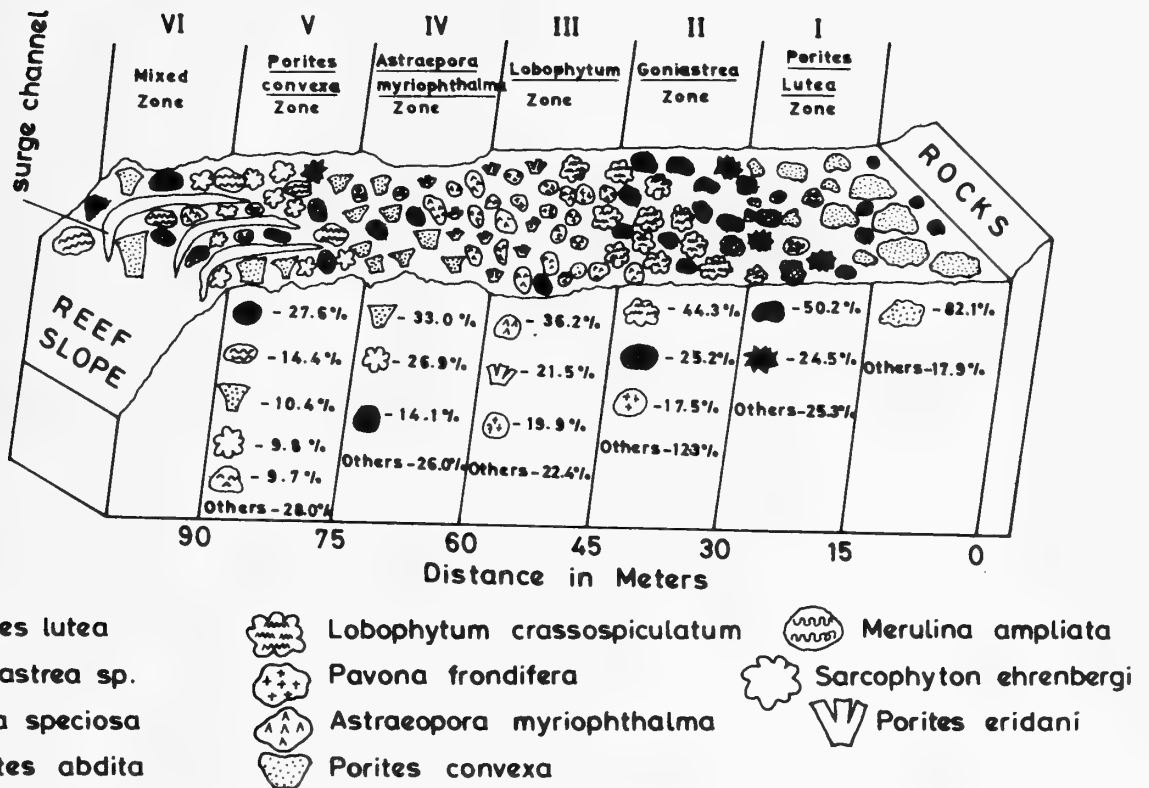 VI V IV III II I
surge channel
Mixed
Zone
Porites
convexa
Zone
Astraepora
myriophthalma
Zone
Lobophytum
Zone
Goniastrea
Zone
Porites
Lutea
Zone
ROCKS
REEF
SLOPE
- 27.6%
- 14.4%
- 10.4%
- 9.8%
- 9.7%
Others - 28.0%
- 33.0%
- 26.9%
- 14.1%
Others - 26.0%
- 36.2%
- 21.5%
- 19.9%
Others - 22.4%
- 44.3%
- 25.2%
- 17.5%
Others - 12.3
- 50.2%
- 24.5%
Others - 25.3%
- 82.1%
Others - 17.9%
90 75 60 45 30 15 0
Distance in Meters
es lutea
astrea sp.
a speciosa
tes abdita
Lobophytum crassospiculatum
Pavona frondifera
Astraeopora myriophthalma
Porites convexa
Merulina ampliata
Sarcophyton ehrenbergi
Porites eridani